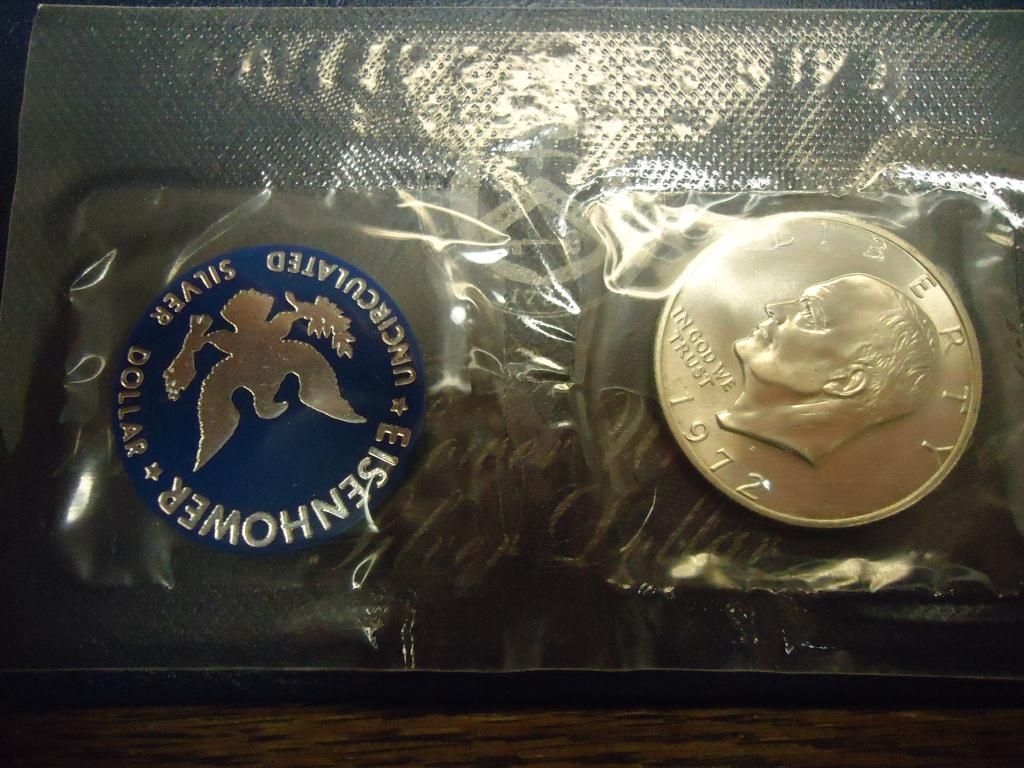 UNCIRCULATED
SILVER DOLLAR
★ EISENHOWER ★
LIBERTY
IN GOD WE
TRUST
1972